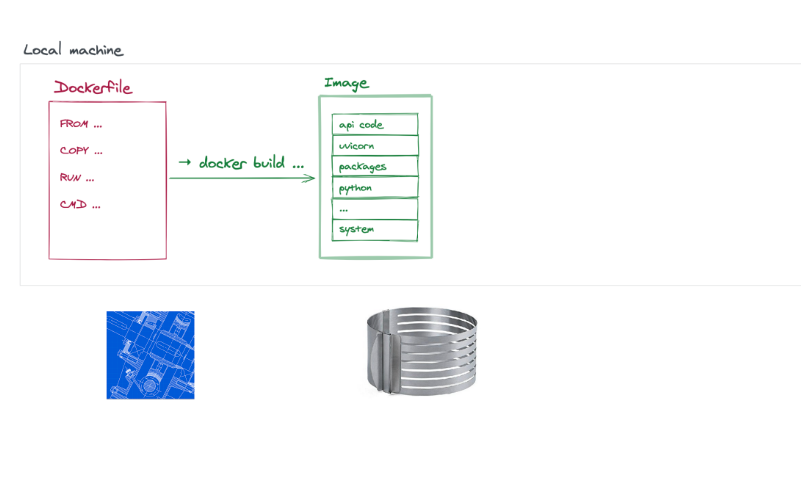 Local machine
Dockerfile
FROM ...
COPY ...
RUN ...
CMD ...
→ docker build ...
Image
api code
uvicorn
packages
python
...
system